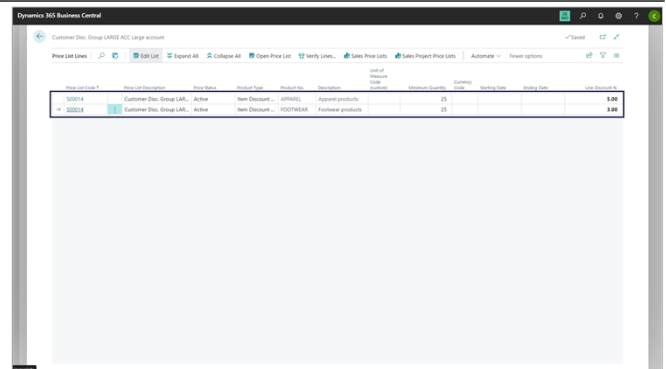 Dynamics 365 Business Central
Customer Disc. Group LARGE ACC Large account
Saved
Price List Lines Edit List Expand All Collapse All Open Price List Verify Lines... Sales Price Lists Sales Project Price Lists Automate Fewer options
Price List Code Price List Description Price Status Product Type Product No. Description Unit of Measure Code (custom) Minimum Quantity Currency Code Starting Date Ending Date Line Discount %
S00014 Customer Disc. Group LAR... Active Item Discount ... APPAREL Apparel products 25 5.00
S00014 Customer Disc. Group LAR... Active Item Discount ... FOOTWEAR Footwear products 25 3.00